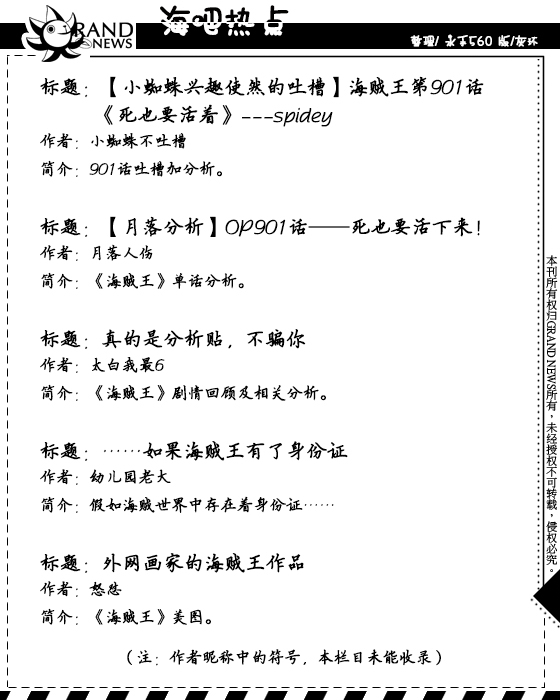 GRAND NEWS
海吧热点
整理/ 永士560 版/灰环
标题：【小蜘蛛兴趣使然的吐槽】海贼王第901话
《死也要活着》---spidey
作者：小蜘蛛不吐槽
简介：901话吐槽加分析。
标题：【月落分析】OP901话——死也要活下来！
作者：月落人伤
简介：《海贼王》单话分析。
标题：真的是分析贴，不骗你
作者：太白我最6
简介：《海贼王》剧情回顾及相关分析。
标题：……如果海贼王有了身份证
作者：幼儿园老大
简介：假如海贼世界中存在着身份证……
标题：外网画家的海贼王作品
作者：怒怼
简介：《海贼王》美图。
（注：作者昵称中的符号，本栏目未能收录）
本刊所有权归GRAND NEWS所有，未经授权不可转载，侵权必究。